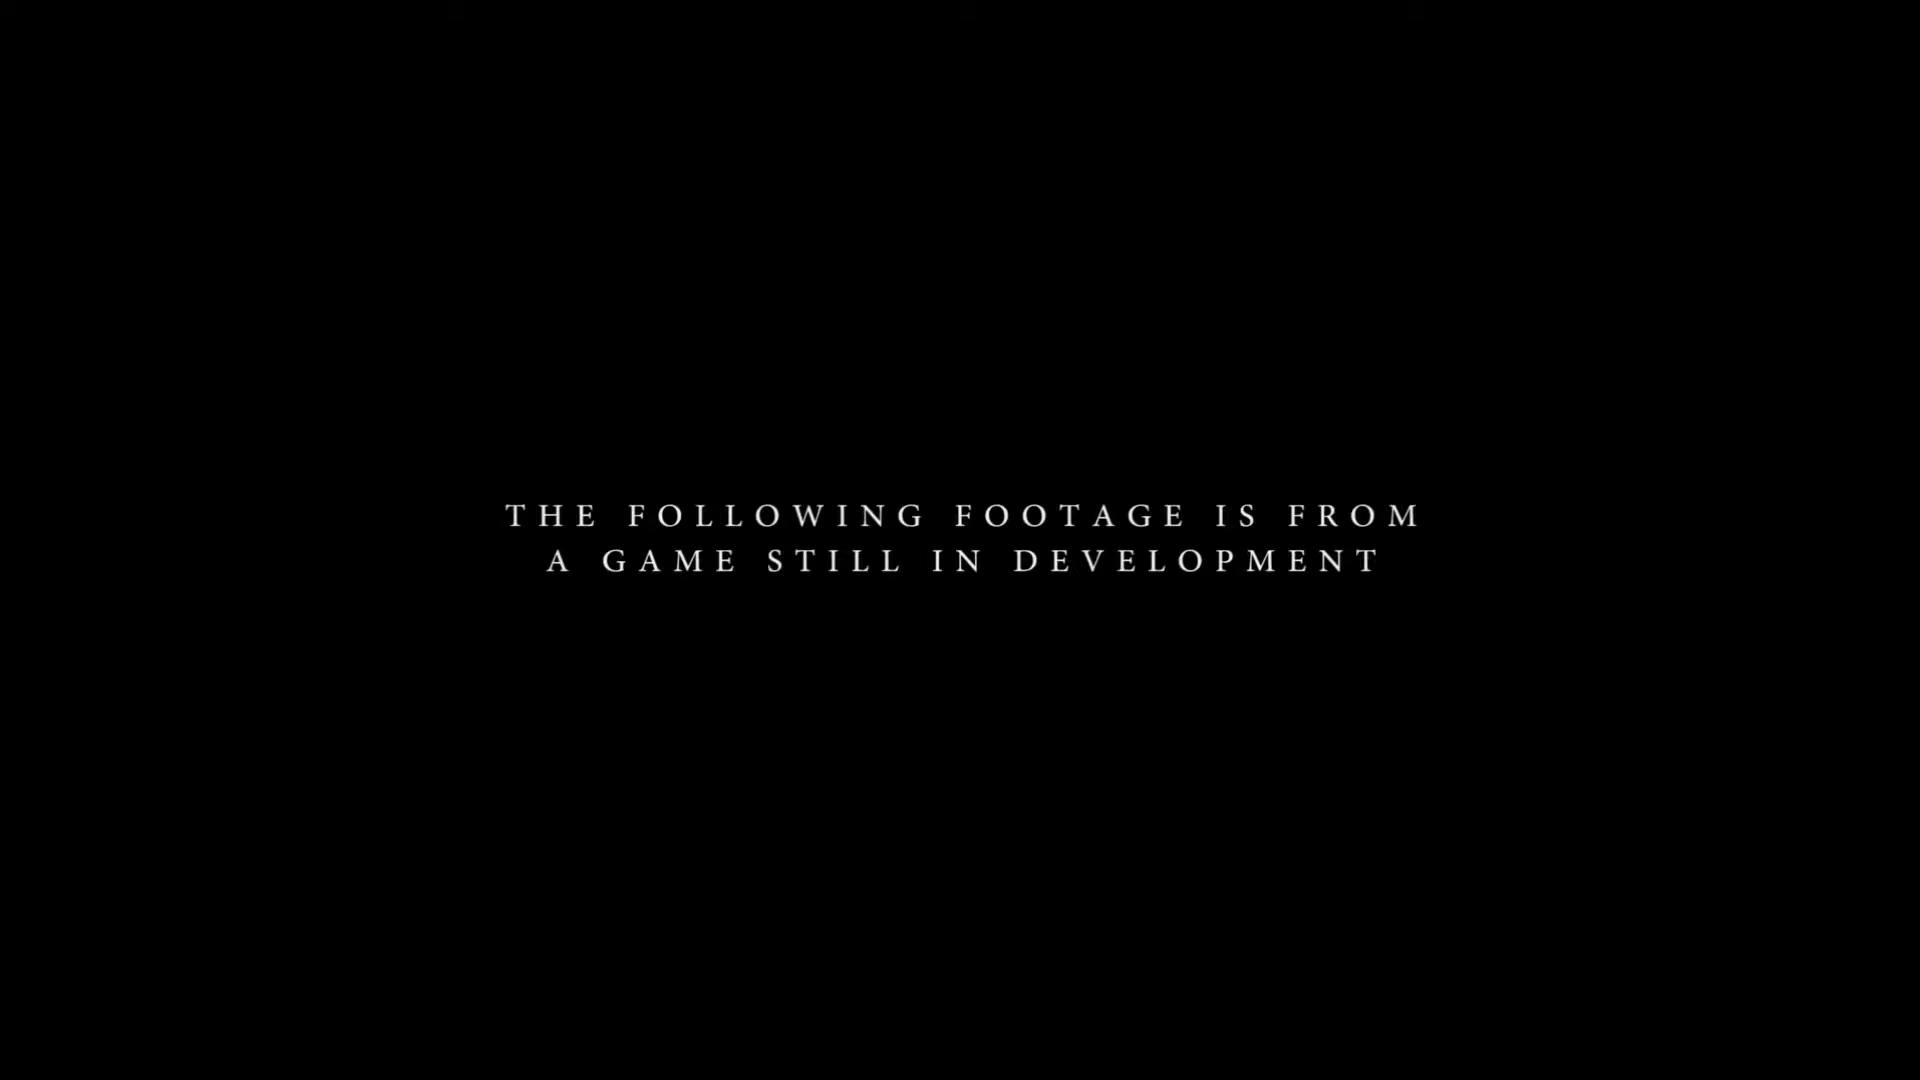 THE FOLLOWING FOOTAGE IS FROM
A GAME STILL IN DEVELOPMENT